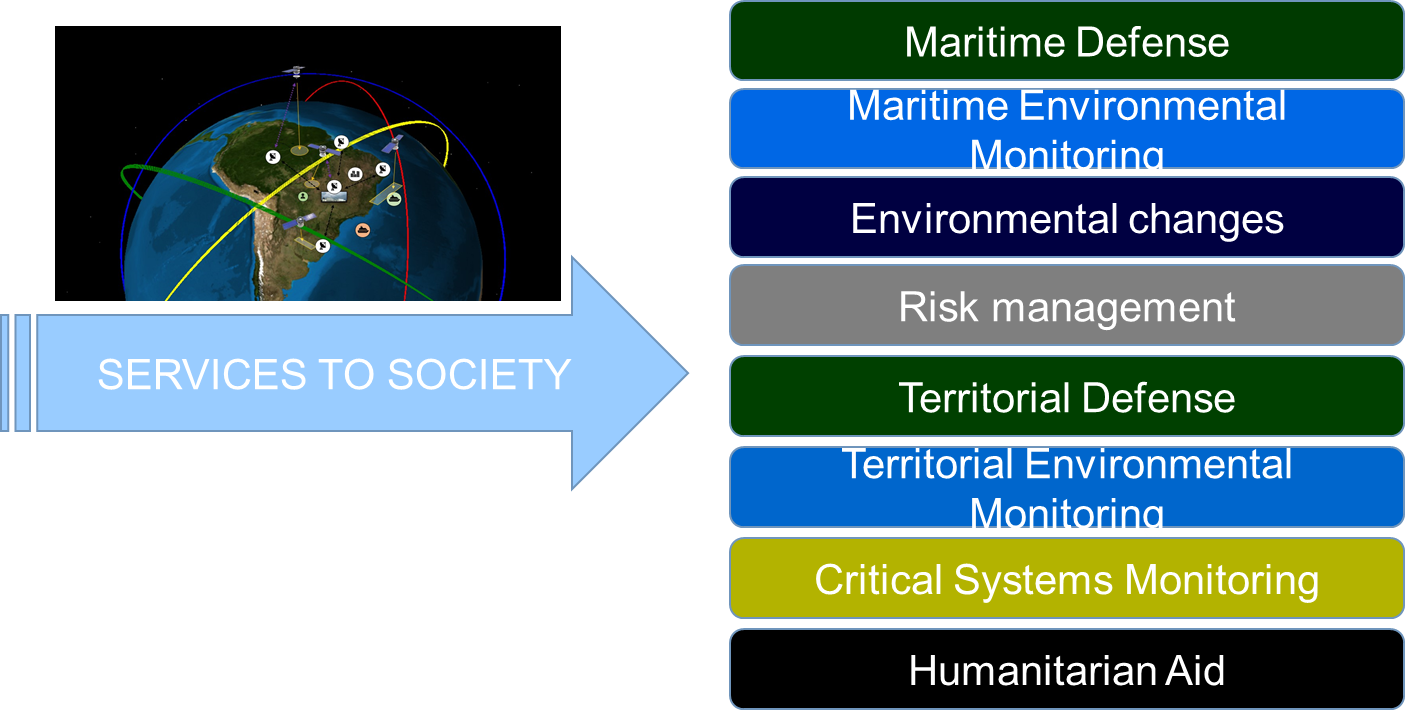 SERVICES TO SOCIETY
Maritime Defense
Maritime Environmental
Monitoring
Environmental changes
Risk management
Territorial Defense
Territorial Environmental
Monitoring
Critical Systems Monitoring
Humanitarian Aid